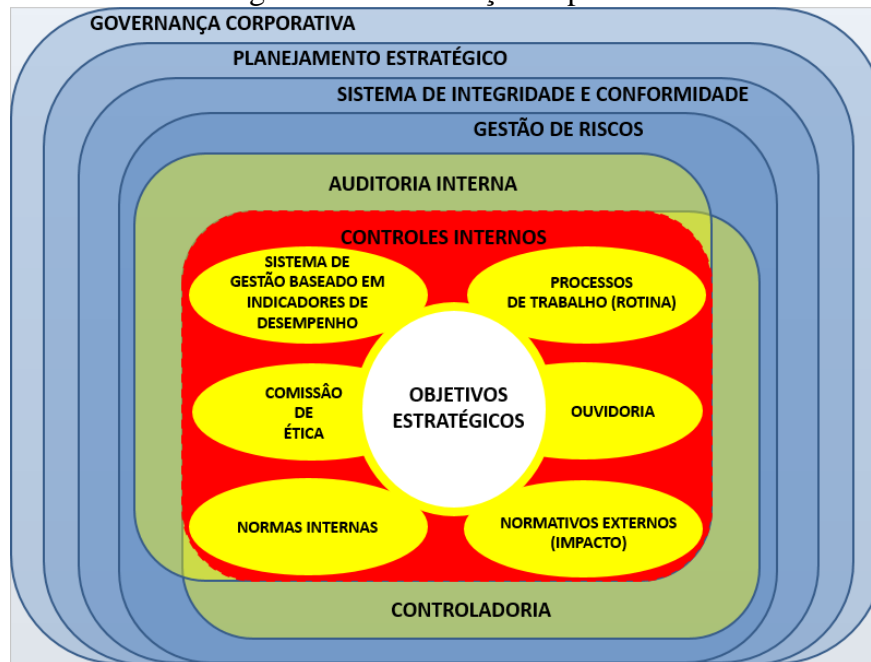 GOVERNANÇA CORPORATIVA
PLANEJAMENTO ESTRATÉGICO
SISTEMA DE INTEGRIDADE E CONFORMIDADE
GESTÃO DE RISCOS
AUDITORIA INTERNA
CONTROLES INTERNOS
SISTEMA DE
GESTÃO BASEADO EM
INDICADORES DE
DESEMPENHO
PROCESSOS
DE TRABALHO (ROTINA)
COMISSÂO
DE
ÉTICA
OBJETIVOS
ESTRATÉGICOS
OUVIDORIA
NORMAS INTERNAS
NORMATIVOS EXTERNOS
(IMPACTO)
CONTROLADORIA